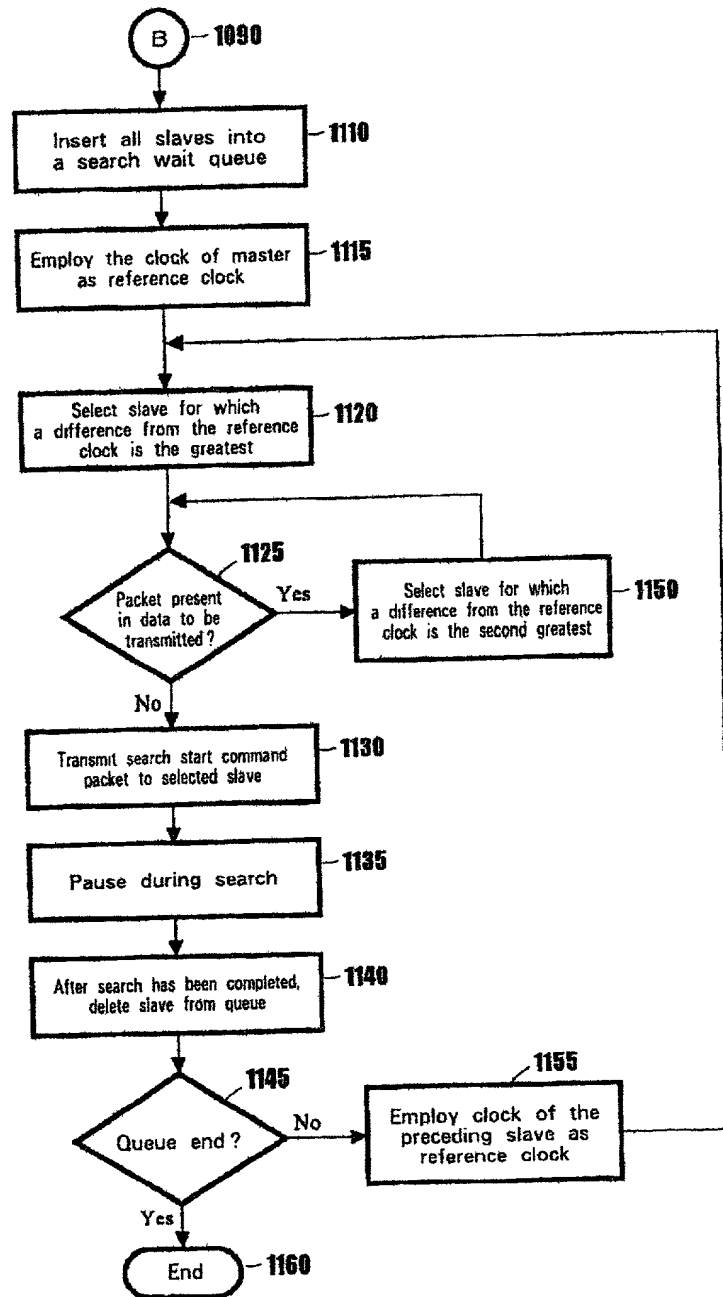 B
1090
Insert all slaves into
a search wait queue
1110
Employ the clock of master
as reference clock
1115
Select slave for which
a difference from the reference
clock is the greatest
1120
1125
Packet present
in data to be
transmitted?
Yes
Select slave for which
a difference from the reference
clock is the second greatest
1150
No
Transmit search start command
packet to selected slave
1130
Pause during search
1135
After search has been completed,
delete slave from queue
1140
1145
Queue end?
No
1155
Employ clock of the
preceding slave as
reference clock
Yes
End
1160